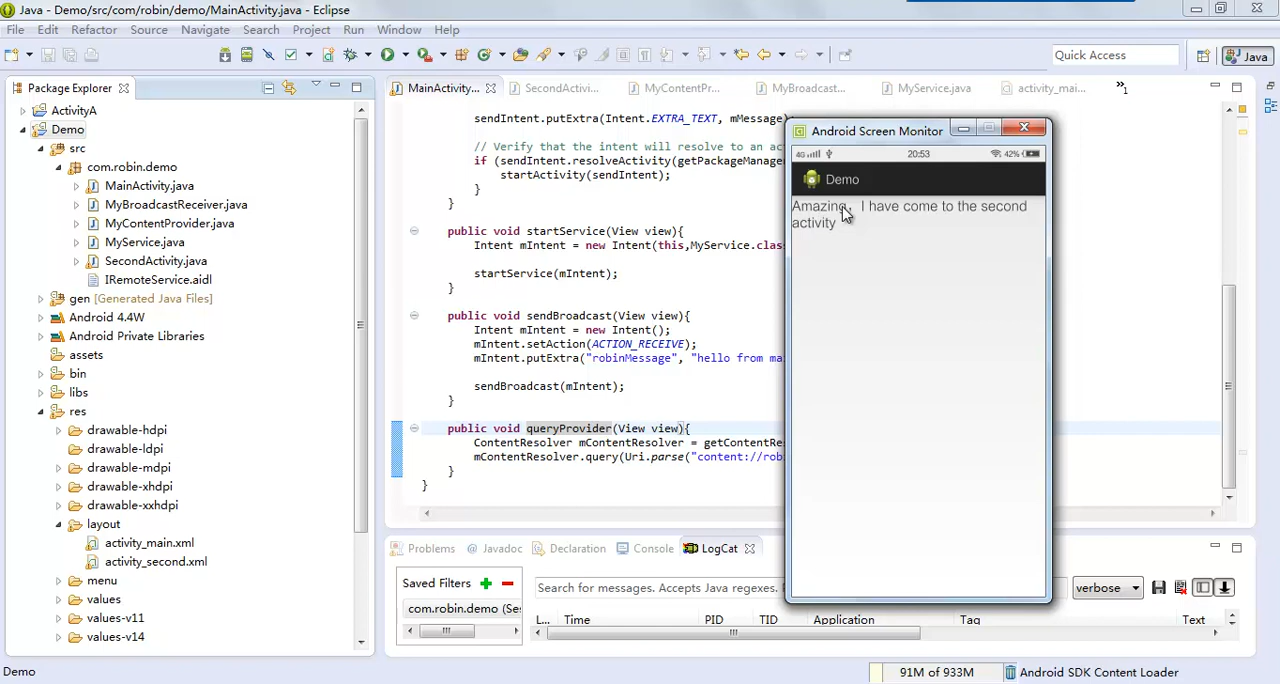 Java - Demo/src/com/robin/demo/MainActivity.java - Eclipse
File Edit Refactor Source Navigate Search Project Run Window Help
Quick Access
Java
Package Explorer
ActivityA
Demo
src
com.robin.demo
MainActivity.java
MyBroadcastReceiver.java
MyContentProvider.java
MyService.java
SecondActivity.java
IRemoteService.aidl
gen [Generated Java Files]
Android 4.4W
Android Private Libraries
assets
bin
libs
res
drawable-hdpi
drawable-ldpi
drawable-mdpi
drawable-xhdpi
drawable-xxhdpi
layout
activity_main.xml
activity_second.xml
menu
values
values-v11
values-v14
MainActivity... SecondActivi... MyContentPr... MyBroadcast... MyService.java activity_mai... »1
sendIntent.putExtra(Intent.EXTRA_TEXT, mMessage);
// Verify that the intent will resolve to an ac
if (sendIntent.resolveActivity(getPackageManage
startActivity(sendIntent);
}
}
public void startService(View view){
Intent mIntent = new Intent(this,MyService.clas
startService(mIntent);
}
public void sendBroadcast(View view){
Intent mIntent = new Intent();
mIntent.setAction(ACTION_RECEIVE);
mIntent.putExtra("robinMessage", "hello from ma
sendBroadcast(mIntent);
}
public void queryProvider(View view){
ContentResolver mContentResolver = getContentRe
mContentResolver.query(Uri.parse("content://rob
}
}
Android Screen Monitor
4G 20:53 42%
Demo
Amazing, I have come to the second
activity
Problems Javadoc Declaration Console LogCat
Saved Filters
com.robin.demo (Ses
Search for messages. Accepts Java regexes.
verbose
L... Time PID TID Application Tag Text
Demo
91M of 933M
Android SDK Content Loader